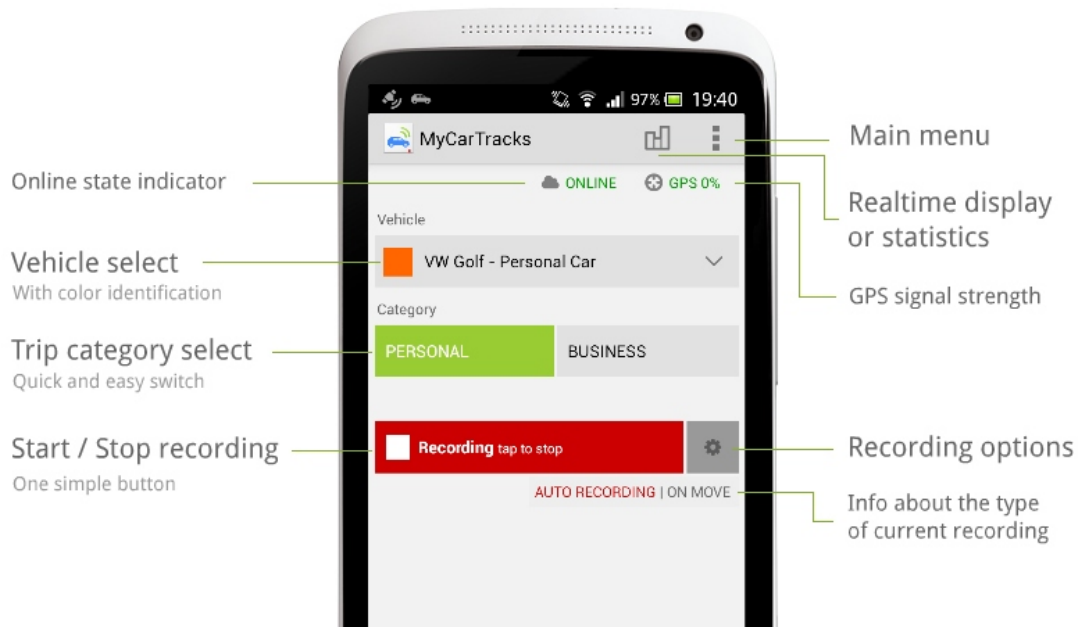 97% 19:40
MyCarTracks
Main menu
Online state indicator
ONLINE GPS 0%
Realtime display
or statistics
Vehicle
Vehicle select
With color identification
VW Golf - Personal Car
GPS signal strength
Category
Trip category select
Quick and easy switch
PERSONAL BUSINESS
Start / Stop recording
One simple button
Recording tap to stop
Recording options
AUTO RECORDING | ON MOVE
Info about the type
of current recording